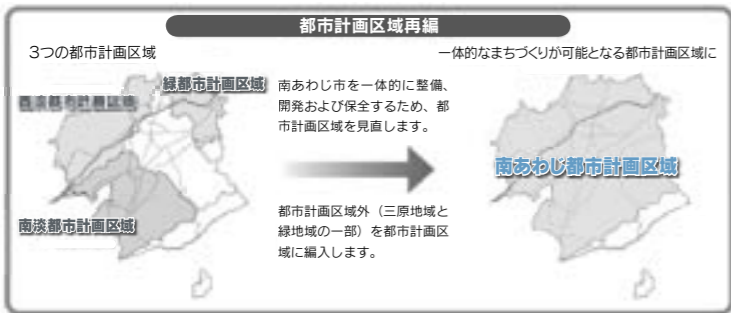 都市計画区域再編
3つの都市計画区域
一体的なまちづくりが可能となる都市計画区域に
緑都市計画区域
西淡都市計画区域
南淡都市計画区域
南あわじ市を一体的に整備、
開発および保全するため、都
市計画区域を見直します。
都市計画区域外（三原地域と
緑地域の一部）を都市計画区
域に編入します。
南あわじ都市計画区域